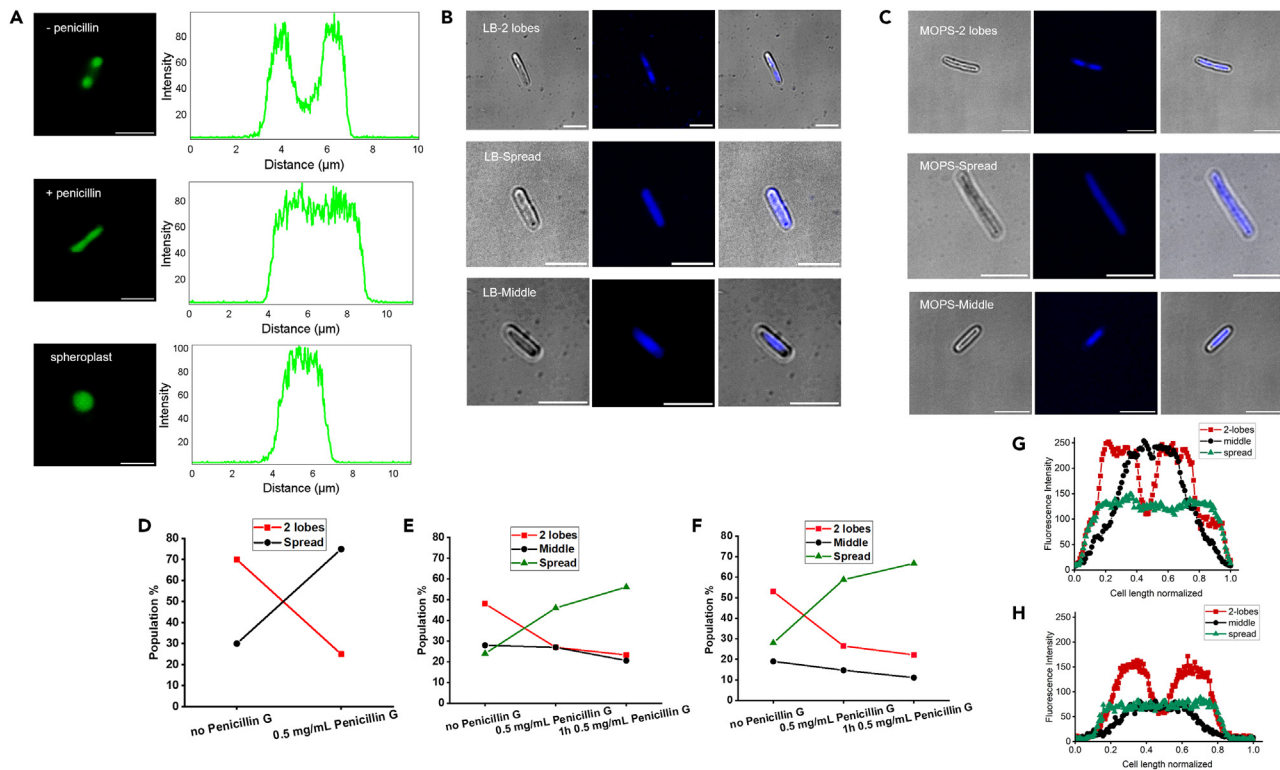 A
- penicillin
Intensity
80
60
40
20
0
2
4
6
8
10
Distance (µm)
+ penicillin
Intensity
80
60
40
20
0
2
4
6
8
10
Distance (µm)
spheroplast
Intensity
100
80
60
40
20
0
2
4
6
8
10
Distance (µm)
B
LB-2 lobes
LB-Spread
LB-Middle
C
MOPS-2 lobes
MOPS-Spread
MOPS-Middle
D
2 lobes
Spread
Population %
80
70
60
50
40
30
20
10
0
no Penicillin G
0.5 mg/mL Penicillin G
E
2 lobes
Middle
Spread
Population %
80
70
60
50
40
30
20
10
0
no Penicillin G
0.5 mg/mL Penicillin G
1h 0.5 mg/mL Penicillin G
F
2 lobes
Middle
Spread
Population %
80
70
60
50
40
30
20
10
0
no Penicillin G
0.5 mg/mL Penicillin G
1h 0.5 mg/mL Penicillin G
G
2-lobes
middle
spread
Fluorescence Intensity
250
200
150
100
50
0
0.0
0.2
0.4
0.6
0.8
1.0
Cell length normalized
H
2-lobes
middle
spread
Fluorescence Intensity
250
200
150
100
50
0
0.0
0.2
0.4
0.6
0.8
1.0
Cell length normalized